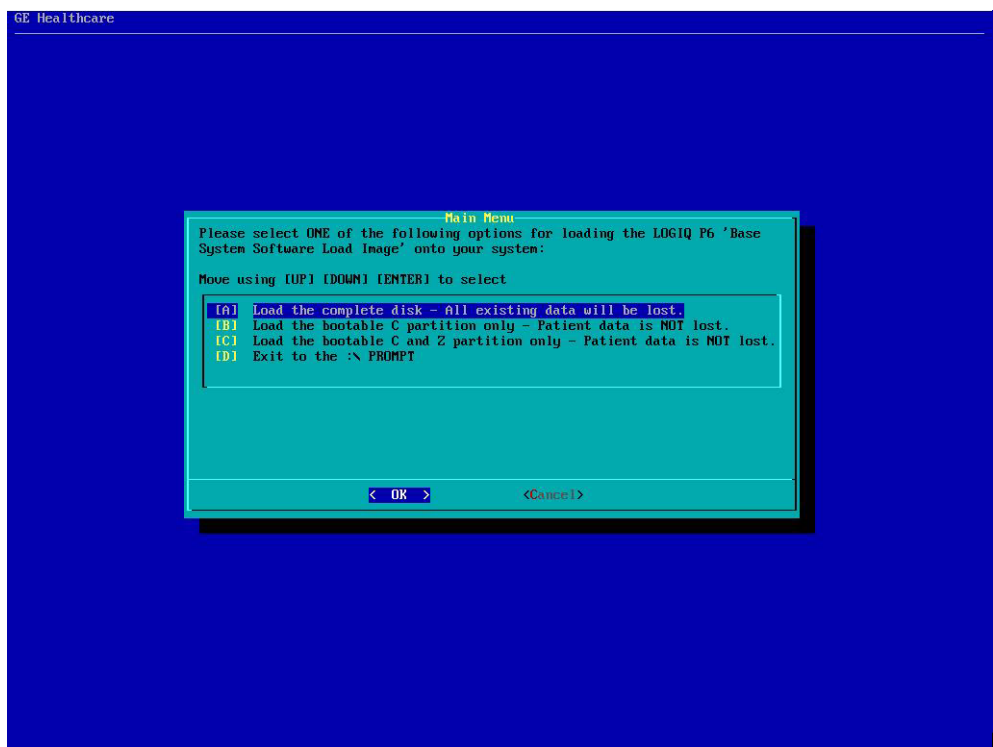 GE Healthcare
Main Menu
Please select ONE of the following options for loading the LOGIQ P6 'Base
System Software Load Image' onto your system:
Move using [UP] [DOWN] [ENTER] to select
[A] Load the complete disk - All existing data will be lost.
[B] Load the bootable C partition only - Patient data is NOT lost.
[C] Load the bootable C and Z partition only - Patient data is NOT lost.
[D] Exit to the :\ PROMPT
< OK > <Cancel>